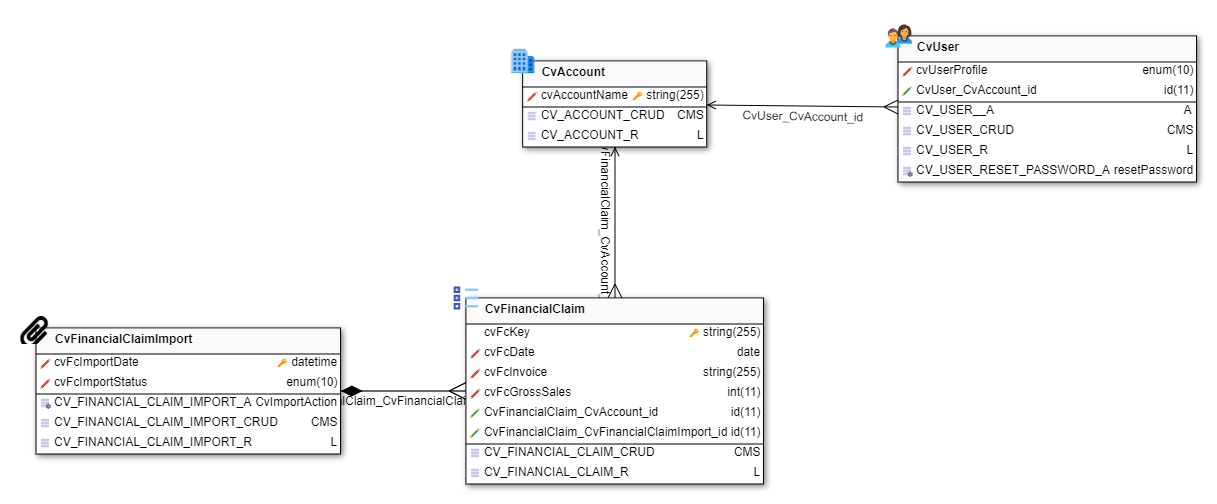 CvUser
cvUserProfile enum(10)
CvUser_CvAccount_id id(11)
CV_USER__A A
CV_USER_CRUD CMS
CV_USER_R L
CV_USER_RESET_PASSWORD_A resetPassword
CvAccount
cvAccountName string(255)
CV_ACCOUNT_CRUD CMS
CV_ACCOUNT_R L
CvUser_CvAccount_id
FinancialClaim_CvAccount_
CvFinancialClaim
cvFcKey string(255)
cvFcDate date
cvFcInvoice string(255)
cvFcGrossSales int(11)
CvFinancialClaim_CvAccount_id id(11)
CvFinancialClaim_CvFinancialClaimImport_id id(11)
CV_FINANCIAL_CLAIM_CRUD CMS
CV_FINANCIAL_CLAIM_R L
CvFinancialClaimImport
cvFcImportDate datetime
cvFcImportStatus enum(10)
CV_FINANCIAL_CLAIM_IMPORT_A CvImportAction
CV_FINANCIAL_CLAIM_IMPORT_CRUD CMS
CV_FINANCIAL_CLAIM_IMPORT_R L
lClaim_CvFinancialClai